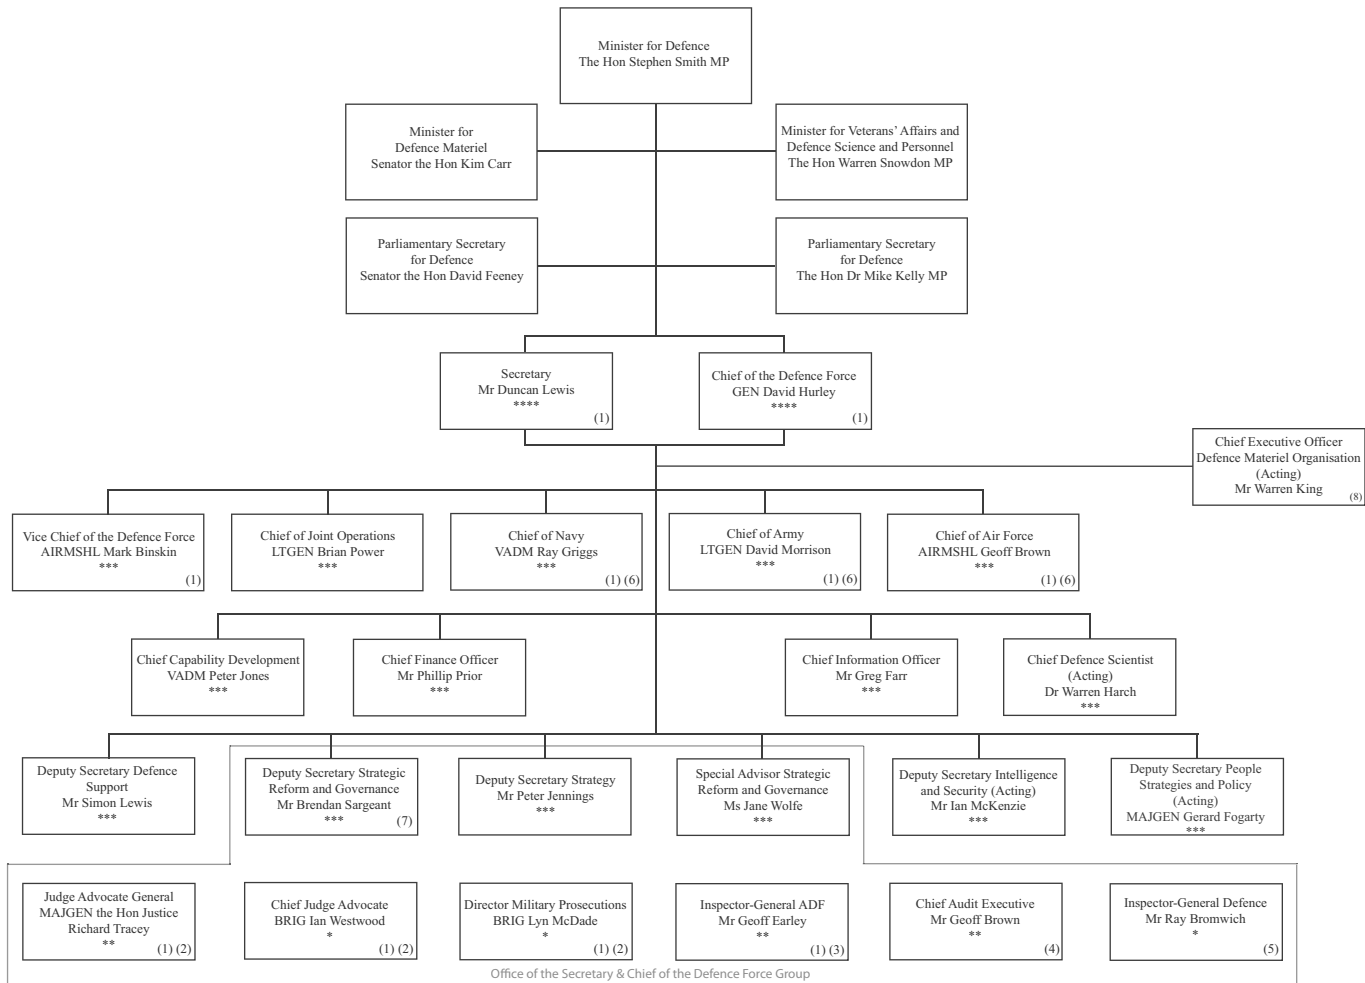 Minister for Defence
The Hon Stephen Smith MP
Minister for
Defence Materiel
Senator the Hon Kim Carr
Minister for Veterans' Affairs and
Defence Science and Personnel
The Hon Warren Snowdon MP
Parliamentary Secretary
for Defence
Senator the Hon David Feeney
Parliamentary Secretary
for Defence
The Hon Dr Mike Kelly MP
Secretary
Mr Duncan Lewis
****
(1)
Chief of the Defence Force
GEN David Hurley
****
(1)
Chief Executive Officer
Defence Materiel Organisation
(Acting)
Mr Warren King
(8)
Vice Chief of the Defence Force
AIRMSHL Mark Binskin
***
(1)
Chief of Joint Operations
LTGEN Brian Power
***
Chief of Navy
VADM Ray Griggs
***
(1) (6)
Chief of Army
LTGEN David Morrison
***
(1) (6)
Chief of Air Force
AIRMSHL Geoff Brown
***
(1) (6)
Chief Capability Development
VADM Peter Jones
***
Chief Finance Officer
Mr Phillip Prior
***
Chief Information Officer
Mr Greg Farr
***
Chief Defence Scientist
(Acting)
Dr Warren Harch
***
Deputy Secretary Defence
Support
Mr Simon Lewis
***
Deputy Secretary Strategic
Reform and Governance
Mr Brendan Sargeant
***
(7)
Deputy Secretary Strategy
Mr Peter Jennings
***
Special Advisor Strategic
Reform and Governance
Ms Jane Wolfe
***
Deputy Secretary Intelligence
and Security (Acting)
Mr Ian McKenzie
***
Deputy Secretary People
Strategies and Policy
(Acting)
MAJGEN Gerard Fogarty
***
Judge Advocate General
MAJGEN the Hon Justice
Richard Tracey
**
(1) (2)
Chief Judge Advocate
BRIG Ian Westwood
*
(1) (2)
Director Military Prosecutions
BRIG Lyn McDade
*
(1) (2)
Inspector-General ADF
Mr Geoff Earley
**
(1) (3)
Chief Audit Executive
Mr Geoff Brown
**
(4)
Inspector-General Defence
Mr Ray Bromwich
*
(5)
Office of the Secretary & Chief of the Defence Force Group